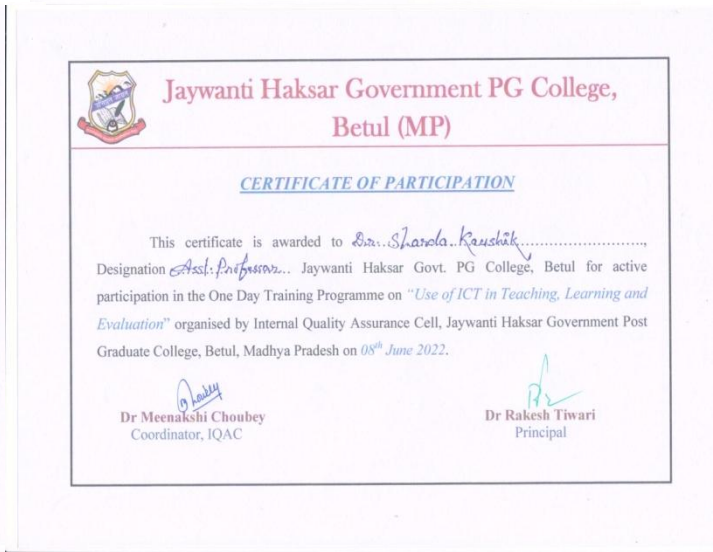 Jaywanti Haksar Government PG College,
Betul (MP)
CERTIFICATE OF PARTICIPATION
This certificate is awarded to Dr. Sharda Kaushik..........................,
Designation Asst. Professor.. Jaywanti Haksar Govt. PG College, Betul for active
participation in the One Day Training Programme on “Use of ICT in Teaching, Learning and
Evaluation” organised by Internal Quality Assurance Cell, Jaywanti Haksar Government Post
Graduate College, Betul, Madhya Pradesh on 08th June 2022.
Choubey
Dr Meenakshi Choubey
Coordinator, IQAC
Dr Rakesh Tiwari
Principal